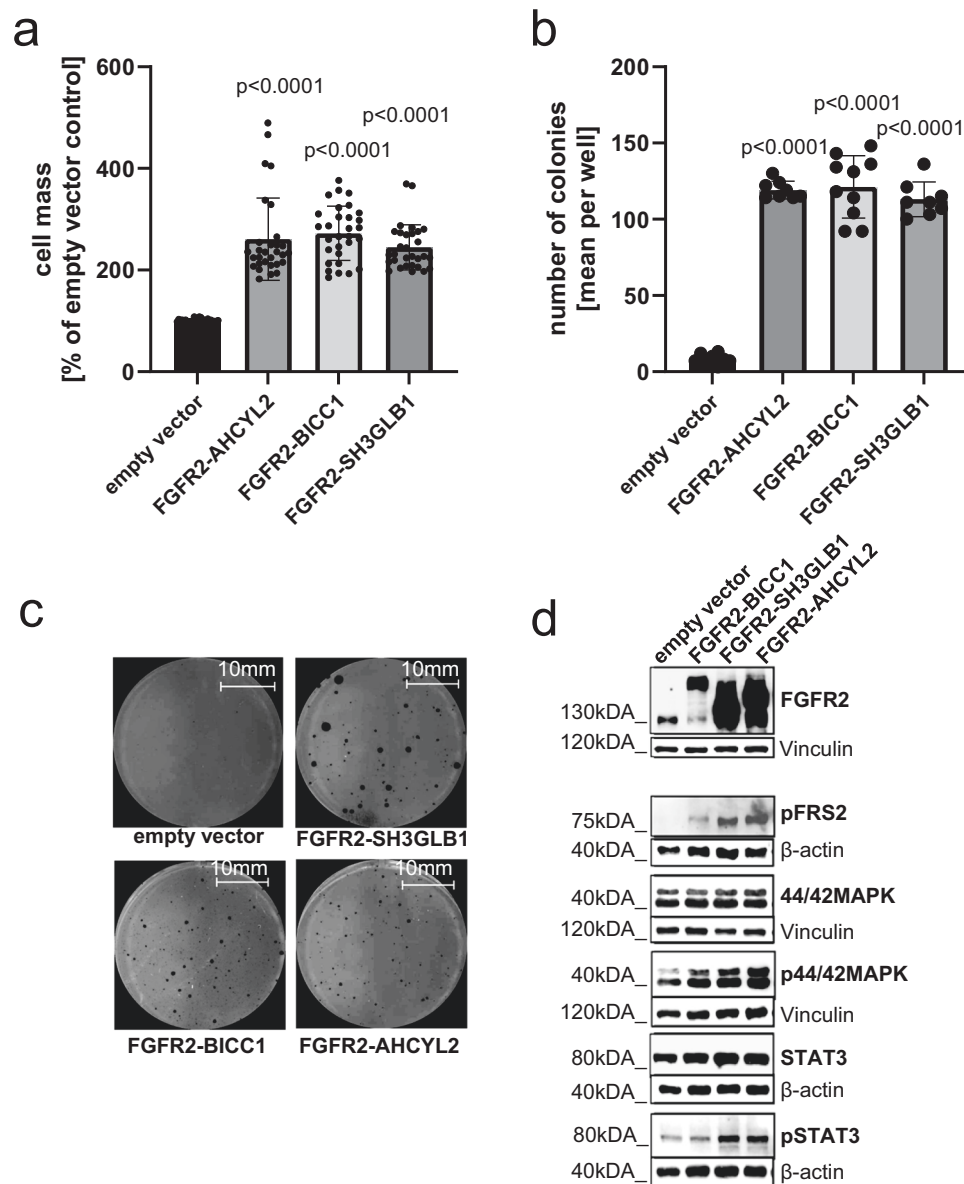 a
cell mass
[% of empty vector control]
600
400
200
0
p<0.0001
p<0.0001
p<0.0001
empty vector
FGFR2-AHCYL2
FGFR2-BICC1
FGFR2-SH3GLB1
b
number of colonies
[mean per well]
200
150
100
50
0
p<0.0001
p<0.0001
p<0.0001
empty vector
FGFR2-AHCYL2
FGFR2-BICC1
FGFR2-SH3GLB1
c
10mm
10mm
empty vector
FGFR2-SH3GLB1
10mm
10mm
FGFR2-BICC1
FGFR2-AHCYL2
d
empty vector
FGFR2-BICC1
FGFR2-SH3GLB1
FGFR2-AHCYL2
130kDA_ FGFR2
120kDA_ Vinculin
75kDA_ pFRS2
40kDA_ β-actin
40kDA_ 44/42MAPK
120kDA_ Vinculin
40kDA_ p44/42MAPK
120kDA_ Vinculin
80kDA_ STAT3
40kDA_ β-actin
80kDA_ pSTAT3
40kDA_ β-actin